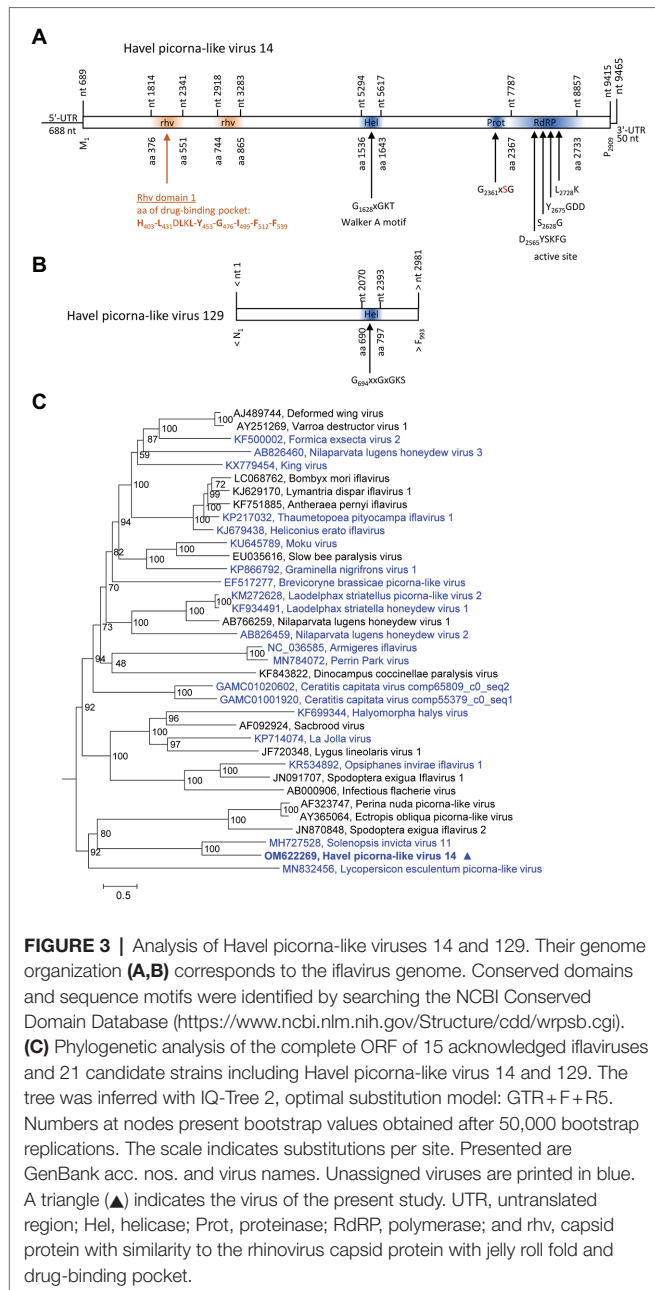 A
Havel picorna-like virus 14
nt 689
nt 1814
nt 2341
nt 2918
nt 3283
nt 5294
nt 5617
nt 7787
nt 8857
nt 9415
nt 9465
5'-UTR
688 nt
rhv
rhv
Hel
Prot
RdRP
3'-UTR
50 nt
M1
aa 376
aa 551
aa 744
aa 865
aa 1536
aa 1643
aa 2367
aa 2733
P2909
Rhv domain 1
aa of drug-binding pocket:
H403-L431DLKL-Y453-G476-I499-F512-F539
G1628xGKT
Walker A motif
G2361xSG
L2728K
Y2675GDD
S2628G
D2565YSKFG
active site
B
Havel picorna-like virus 129
< nt 1
nt 2070
nt 2393
> nt 2981
Hel
< N1
aa 690
aa 797
> F993
G694xxGxGKS
C
100
AJ489744, Deformed wing virus
AY251269, Varroa destructor virus 1
87
KF500002, Formica exsecta virus 2
59
AB826460, Nilaparvata lugens honeydew virus 3
KX779454, King virus
100
72
LC068762, Bombyx mori iflavirus
99
KJ629170, Lymantria dispar iflavirus 1
KF751885, Antheraea pernyi iflavirus
100
KP217032, Thaumetopoea pityocampa iflavirus 1
KJ679438, Heliconius erato iflavirus
94
KU645789, Moku virus
100
EU035616, Slow bee paralysis virus
82
100
KP866792, Graminella nigrifrons virus 1
70
EF517277, Brevicoryne brassicae picorna-like virus
KM272628, Laodelphax striatellus picorna-like virus 2
100
KF934491, Laodelphax striatella honeydew virus 1
100
AB766259, Nilaparvata lugens honeydew virus 1
73
100
AB826459, Nilaparvata lugens honeydew virus 2
NC_036585, Armigeres iflavirus
100
MN784072, Perrin Park virus
94
48
KF843822, Dinocampus coccinellae paralysis virus
GAMC01020602, Ceratitis capitata virus comp65809_c0_seq2
100
GAMC01001920, Ceratitis capitata virus comp55379_c0_seq1
92
KF699344, Halyomorpha halys virus
96
AF092924, Sacbrood virus
100
KP714074, La Jolla virus
97
JF720348, Lygus lineolaris virus 1
100
KR534892, Opsiphanes invirae iflavirus 1
100
JN091707, Spodoptera exigua Iflavirus 1
100
AB000906, Infectious flacherie virus
AF323747, Perina nuda picorna-like virus
100
AY365064, Ectropis obliqua picorna-like virus
80
JN870848, Spodoptera exigua iflavirus 2
MH727528, Solenopsis invicta virus 11
100
92
OM622269, Havel picorna-like virus 14 ▲
MN832456, Lycopersicon esculentum picorna-like virus
0.5
FIGURE 3 | Analysis of Havel picorna-like viruses 14 and 129. Their genome
organization (A,B) corresponds to the iflavirus genome. Conserved domains
and sequence motifs were identified by searching the NCBI Conserved
Domain Database (https://www.ncbi.nlm.nih.gov/Structure/cdd/wrpsb.cgi).
(C) Phylogenetic analysis of the complete ORF of 15 acknowledged iflaviruses
and 21 candidate strains including Havel picorna-like virus 14 and 129. The
tree was inferred with IQ-Tree 2, optimal substitution model: GTR+F+R5.
Numbers at nodes present bootstrap values obtained after 50,000 bootstrap
replications. The scale indicates substitutions per site. Presented are
GenBank acc. nos. and virus names. Unassigned viruses are printed in blue.
A triangle (▲) indicates the virus of the present study. UTR, untranslated
region; Hel, helicase; Prot, proteinase; RdRP, polymerase; and rhv, capsid
protein with similarity to the rhinovirus capsid protein with jelly roll fold and
drug-binding pocket.